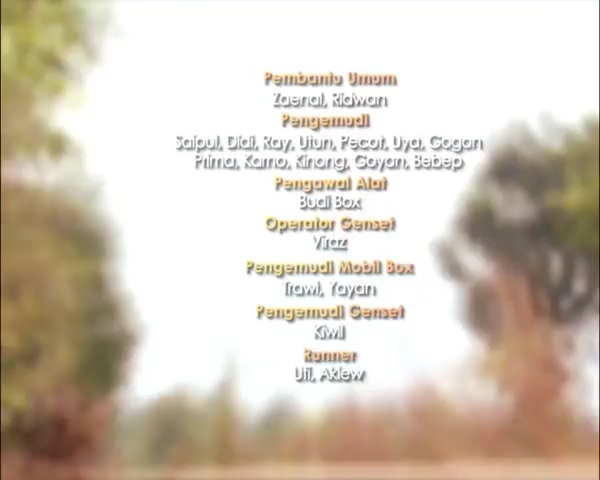 Pembantu Umum
Zaenal, Ridwan
Pengemudi
Saipul, Didi, Ray, Utun, Pecot, Uya, Gogon
Prima, Karno, Kinong, Goyan, Bebep
Pengawal Alat
Budi Box
Operator Genset
Viraz
Pengemudi Mobil Box
Trawi, Yayan
Pengemudi Genset
Kiwil
Runner
Ufi, Aklew